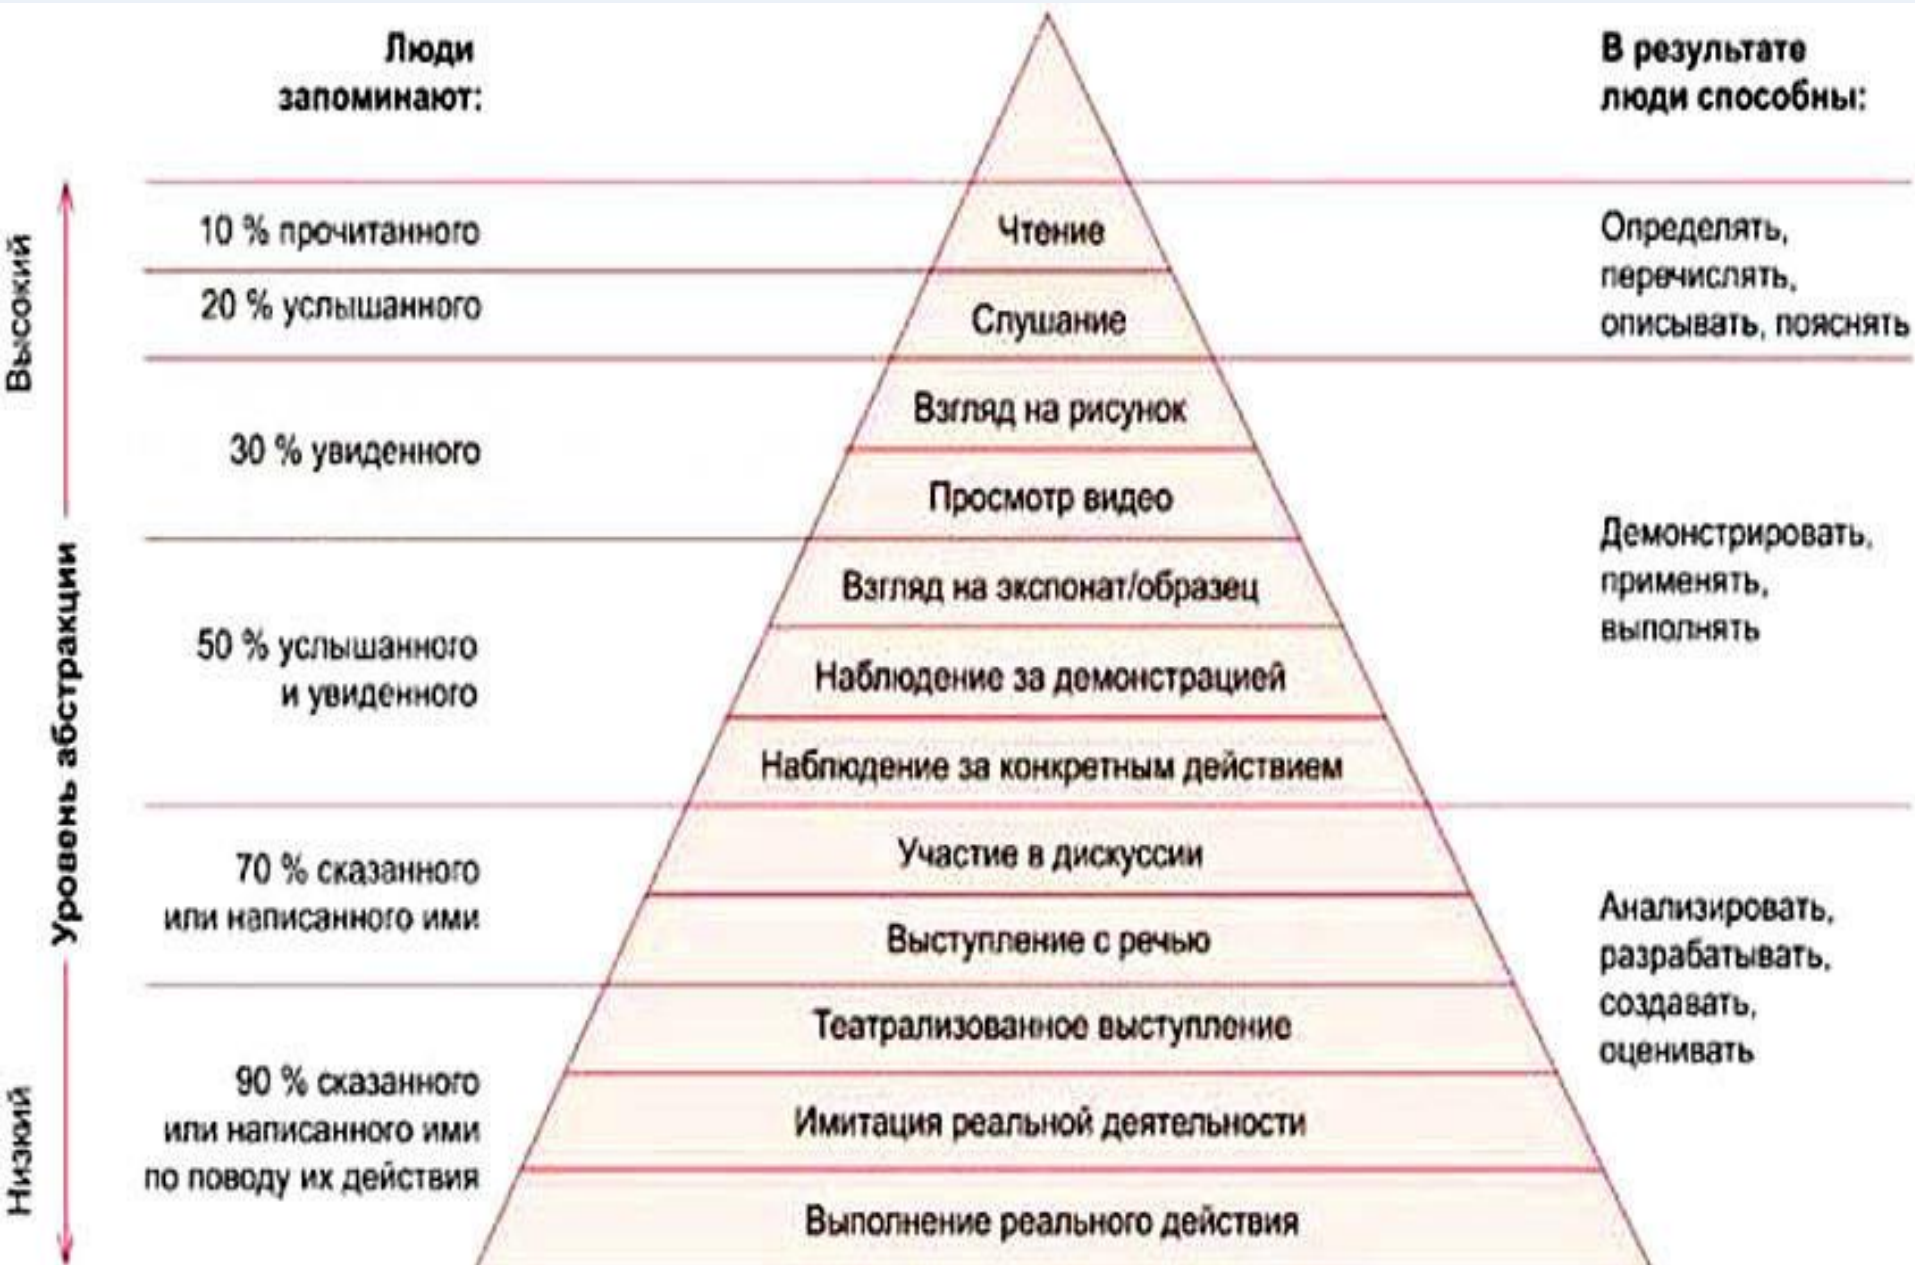 Люди
запоминают:
В результате
люди способны:
Высокий
Уровень абстракции
Низкий
10 % прочитанного
Чтение
Определять,
перечислять,
описывать, пояснять
20 % услышанного
Слушание
30 % увиденного
Взгляд на рисунок
Просмотр видео
Демонстрировать,
применять,
выполнять
50 % услышанного
и увиденного
Взгляд на экспонат/образец
Наблюдение за демонстрацией
Наблюдение за конкретным действием
70 % сказанного
или написанного ими
Участие в дискуссии
Выступление с речью
Анализировать,
разрабатывать,
создавать,
оценивать
90 % сказанного
или написанного ими
по поводу их действия
Театрализованное выступление
Имитация реальной деятельности
Выполнение реального действия